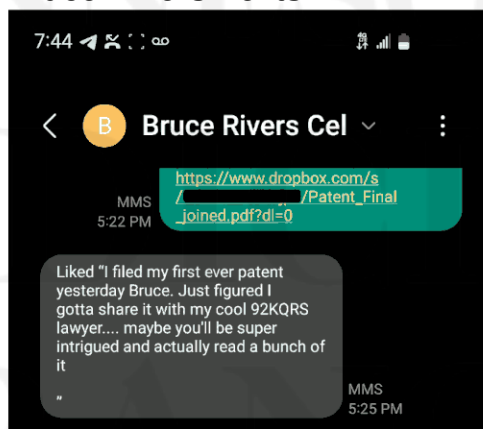 7:44
B Bruce Rivers Cel
https://www.dropbox.com/s
/ /Patent_Final
_joined.pdf?dl=0
MMS
5:22 PM
Liked “I filed my first ever patent
yesterday Bruce. Just figured I
gotta share it with my cool 92KQRS
lawyer.... maybe you'll be super
intrigued and actually read a bunch of
it
"
MMS
5:25 PM